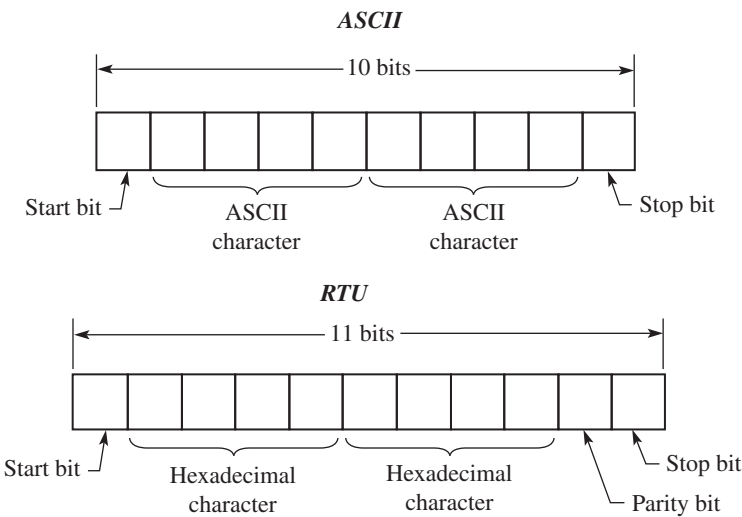 ASCII
10 bits
Start bit
ASCII
character
ASCII
character
Stop bit
RTU
11 bits
Start bit
Hexadecimal
character
Hexadecimal
character
Stop bit
Parity bit